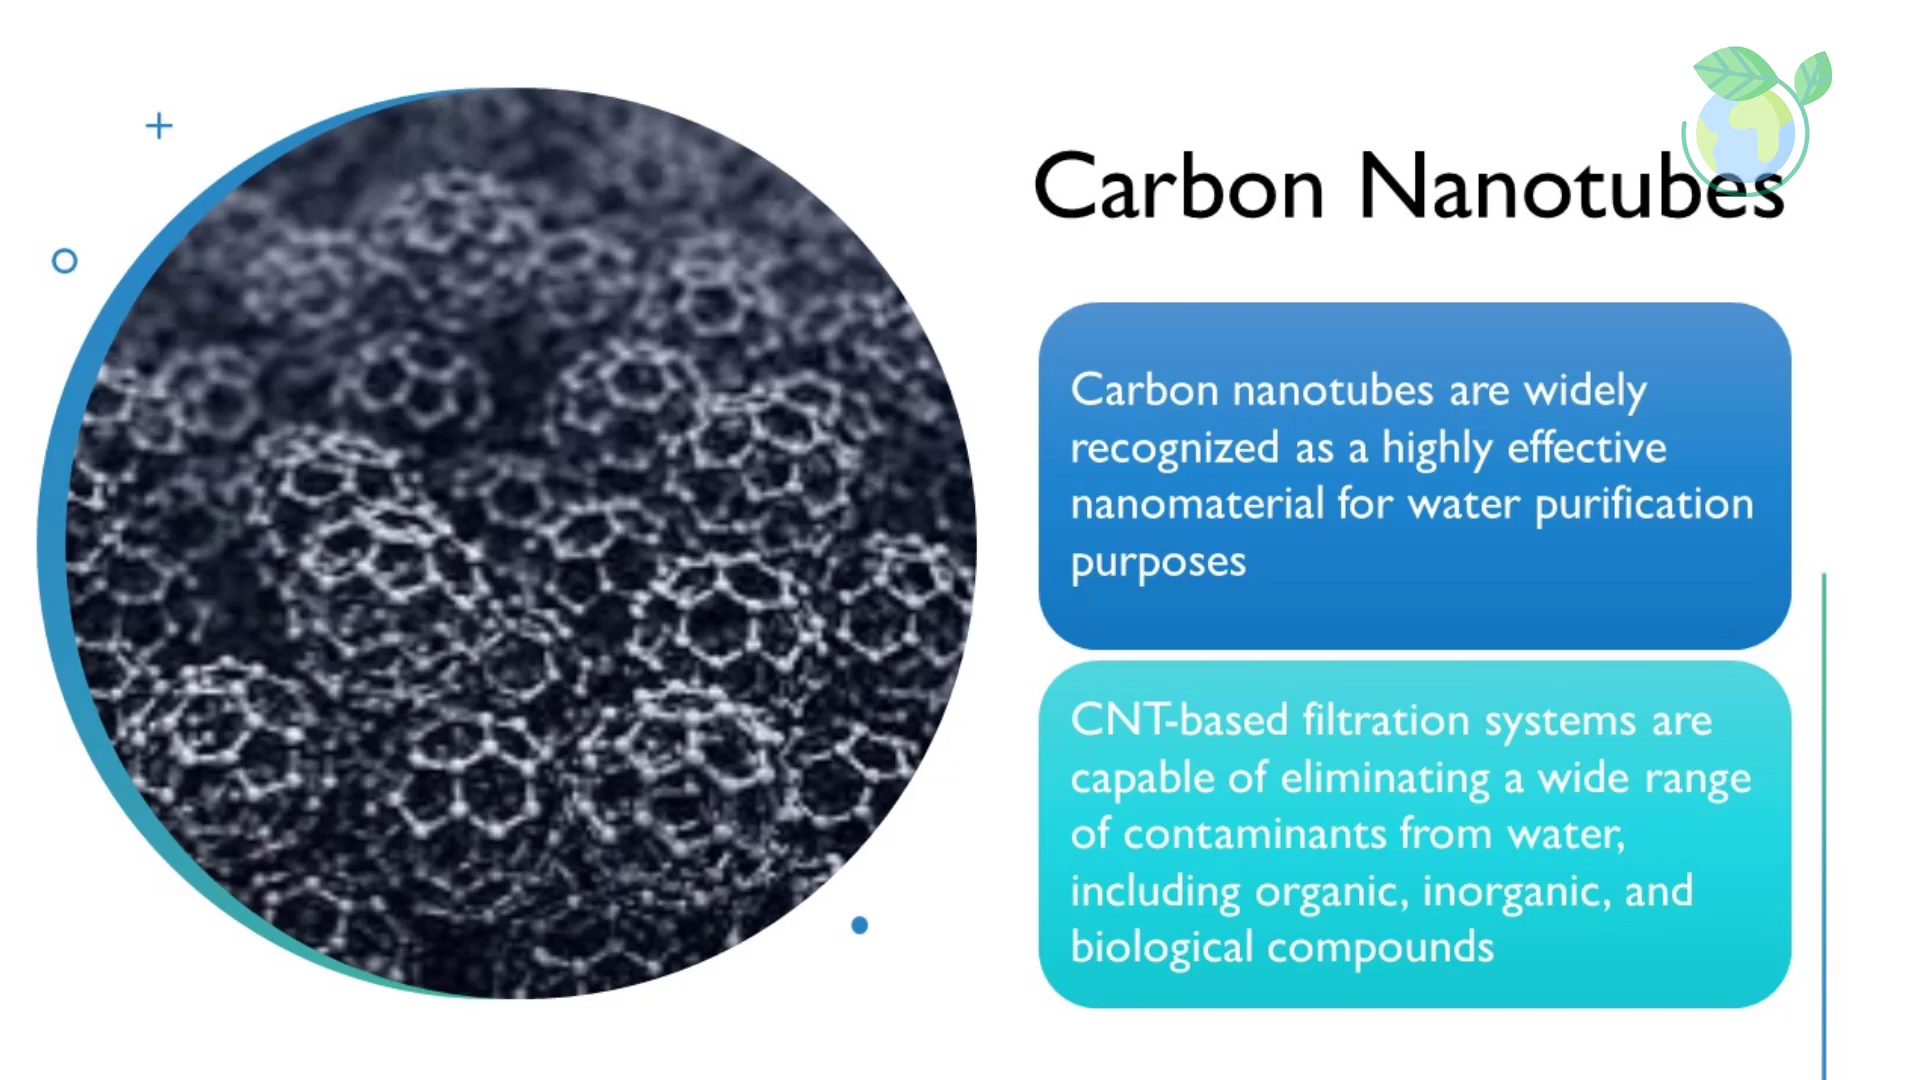 Carbon Nanotubes
Carbon nanotubes are widely
recognized as a highly effective
nanomaterial for water purification
purposes
CNT-based filtration systems are
capable of eliminating a wide range
of contaminants from water,
including organic, inorganic, and
biological compounds